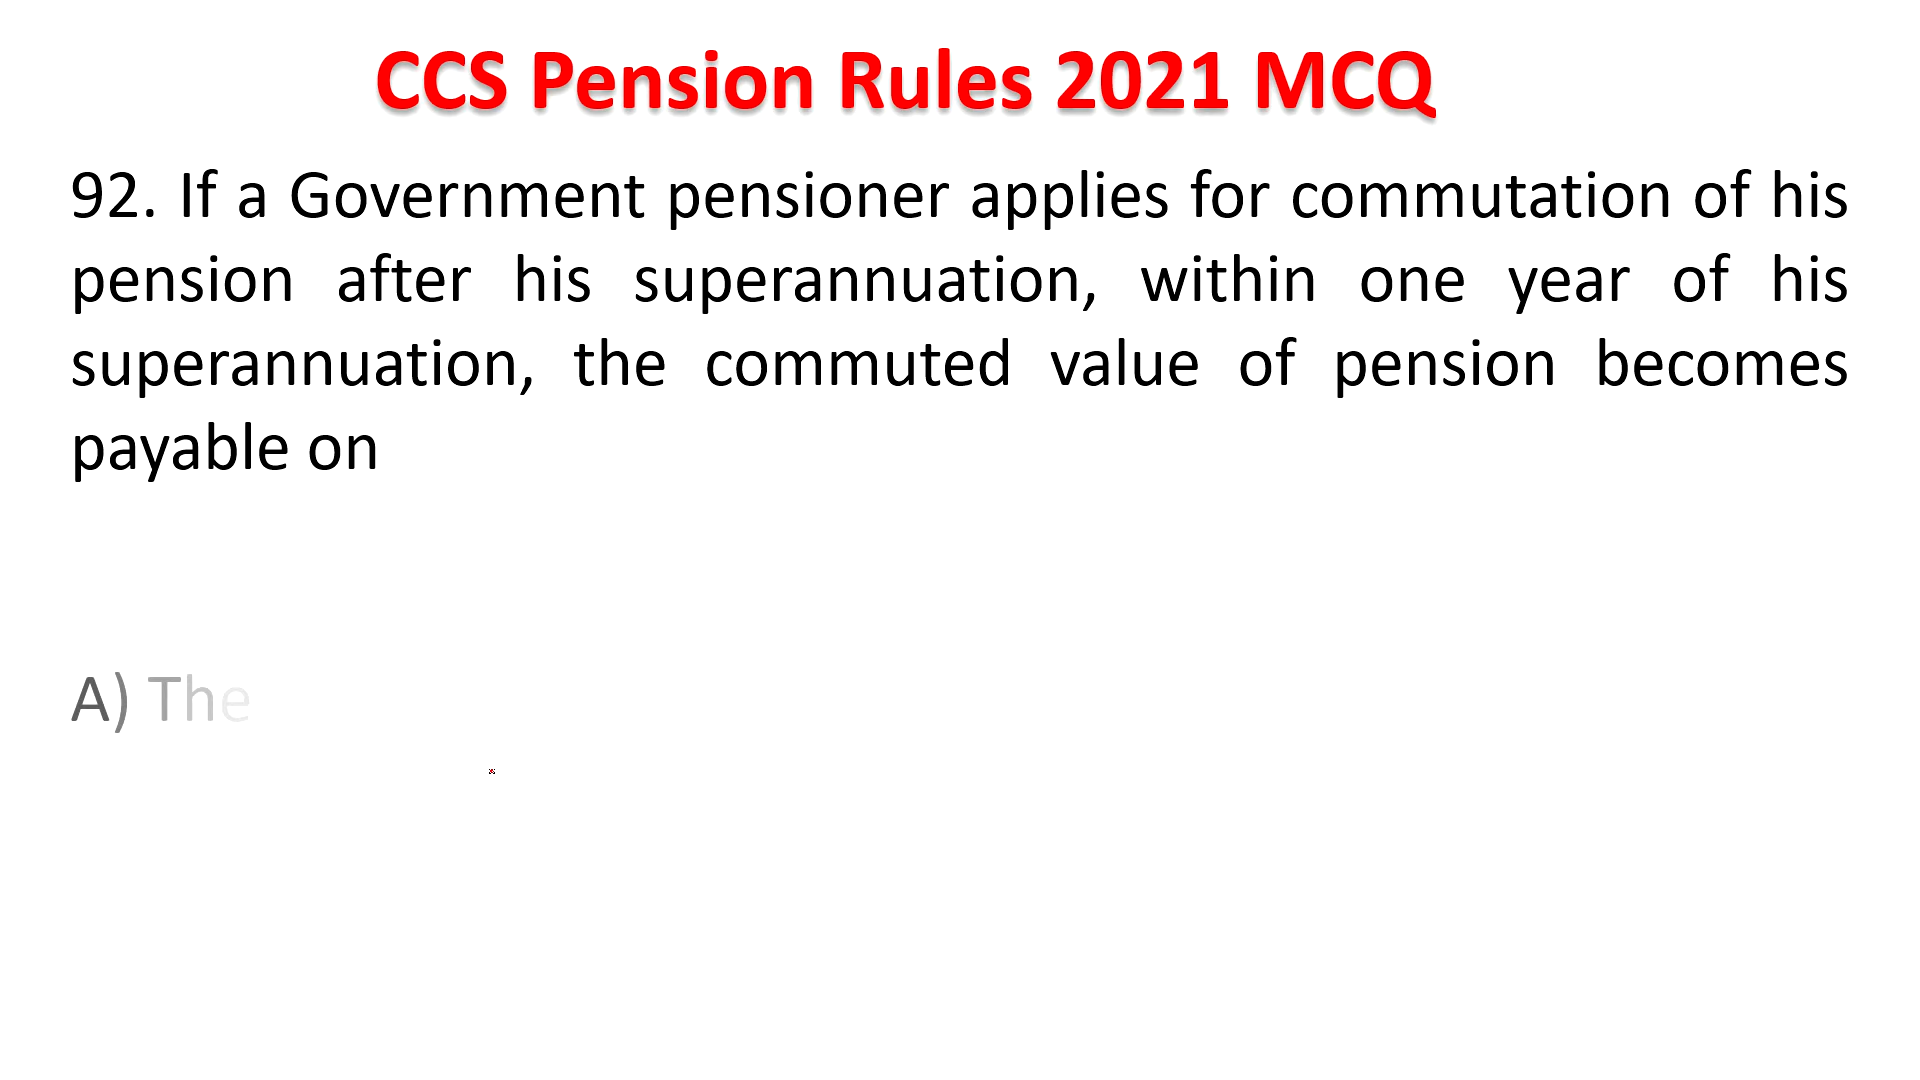 CCS Pension Rules 2021 MCQ
92. If a Government pensioner applies for commutation of his
pension after his superannuation, within one year of his
superannuation, the commuted value of pension becomes
payable on
A) The